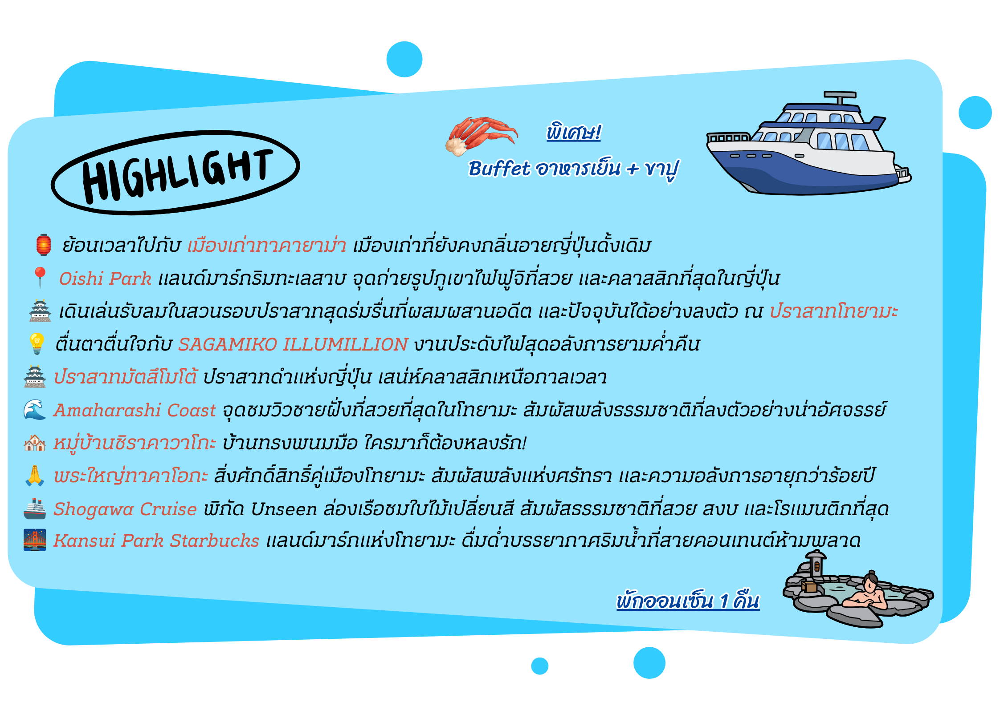 HIGHLIGHT
พิเศษ!
Buffet อาหารเย็น + ขาปู
ย้อนเวลาไปกับ เมืองเก่าทาคายาม่า เมืองเก่าที่ยังคงกลิ่นอายญี่ปุ่นดั้งเดิม
Oishi Park แลนด์มาร์กริมทะเลสาบ จุดถ่ายรูปภูเขาไฟฟูจิที่สวย และคลาสสิกที่สุดในญี่ปุ่น
เดินเล่นรับลมในสวนรอบปราสาทสุดร่มรื่นที่ผสมผสานอดีต และปัจจุบันได้อย่างลงตัว ณ ปราสาทโทยามะ
ตื่นตาตื่นใจกับ SAGAMIKO ILLUMILLION งานประดับไฟสุดอลังการยามค่ำคืน
ปราสาทมัตสึโมโต้ ปราสาทดำแห่งญี่ปุ่น เสน่ห์คลาสสิกเหนือกาลเวลา
Amaharashi Coast จุดชมวิวชายฝั่งที่สวยที่สุดในโทยามะ สัมผัสพลังธรรมชาติที่ลงตัวอย่างน่าอัศจรรย์
หมู่บ้านชิราคาวาโกะ บ้านทรงพนมมือ ใครมาก็ต้องหลงรัก!
พระใหญ่ทาคาโอกะ สิ่งศักดิ์สิทธิ์คู่เมืองโทยามะ สัมผัสพลังแห่งศรัทธา และความอลังการอายุกว่าร้อยปี
Shogawa Cruise พิกัด Unseen ล่องเรือชมใบไม้เปลี่ยนสี สัมผัสธรรมชาติที่สวย สงบ และโรแมนติกที่สุด
Kansui Park Starbucks แลนด์มาร์กแห่งโทยามะ ดื่มด่ำบรรยากาศริมน้ำที่สายคอนเทนต์ห้ามพลาด
พักออนเซ็น 1 คืน